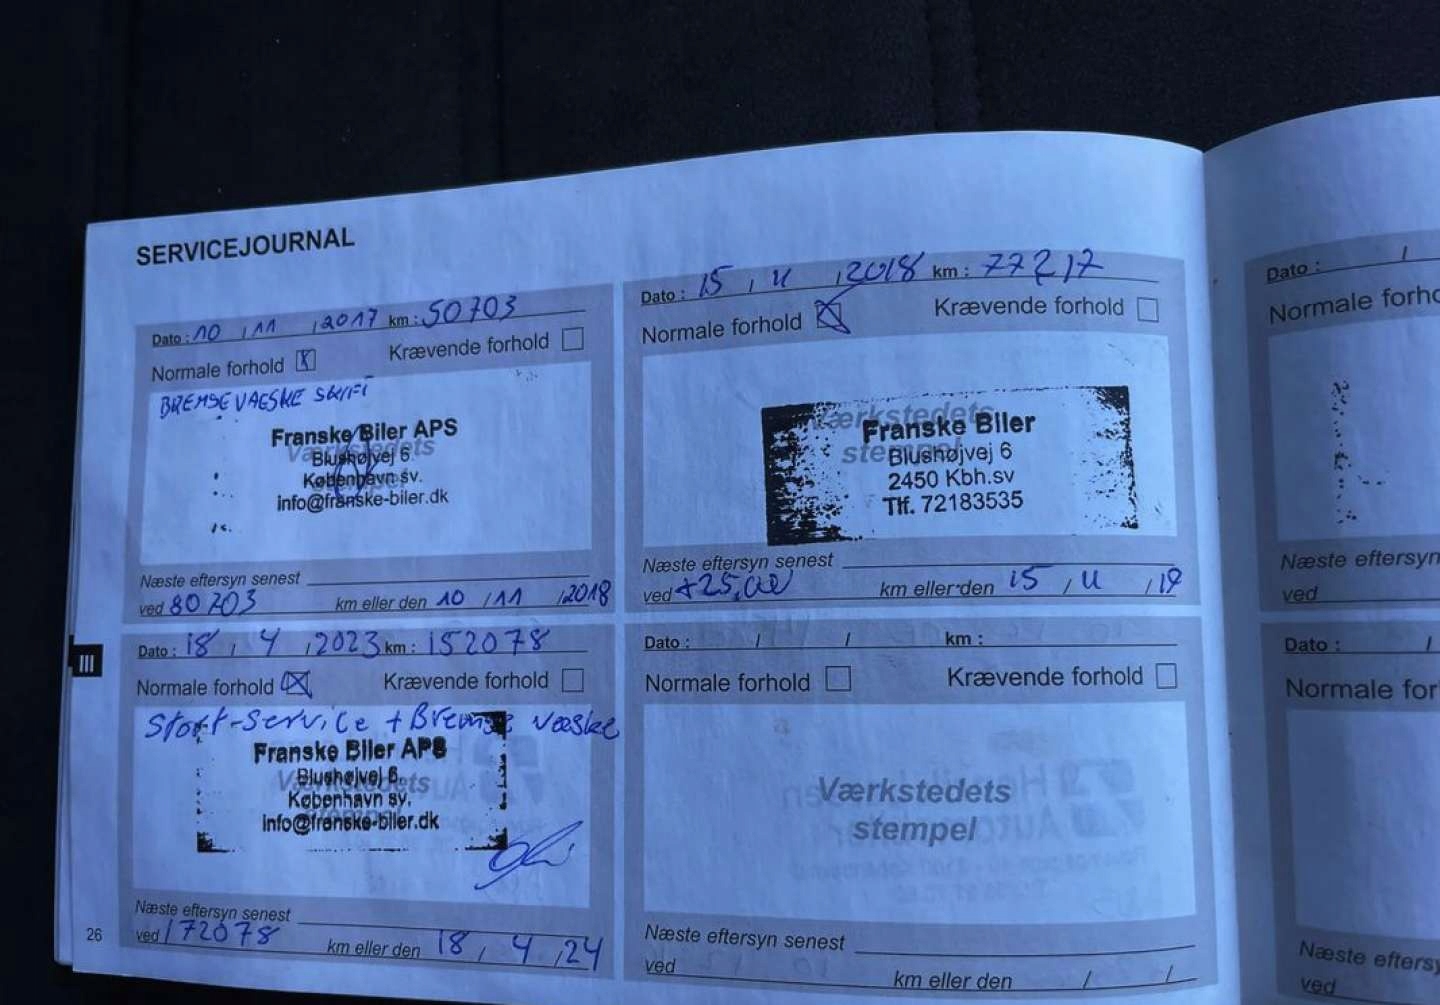 SERVICEJOURNAL
Dato : 10 / 11 / 2017 km : 50703
Normale forhold Krævende forhold
BREMSEVAESKE SKIFT
Værkstedets
Franske Biler APS
Blushøjvej 6.
København sv.
info@franske-biler.dk
Næste eftersyn senest
ved 80703 km eller den 10 / 11 / 2018
Dato : 15 / 11 / 2018 km : 77217
Normale forhold Krævende forhold
Værkstedets
stempel
Franske Biler
Blushøjvej 6
2450 Kbh.sv
Tlf. 72183535
Næste eftersyn senest
ved +25,000 km eller den 15 / 11 / 19
III
Dato : 18 / 4 / 2023 km : 152078
Normale forhold Krævende forhold
Stort-Service + Bremse væske
Værkstedets
Franske Biler APS
Blushøjvej 6.
København sv.
info@franske-biler.dk
Næste eftersyn senest
ved 172078 km eller den 18 / 4 / 24
26
Dato : / / km :
Normale forhold Krævende forhold
Værkstedets
stempel
Næste eftersyn senest
ved km eller den / /
Dato : /
Normale forho
Næste eftersyn
ved
Dato : /
Normale for
Næste eftersy
ved